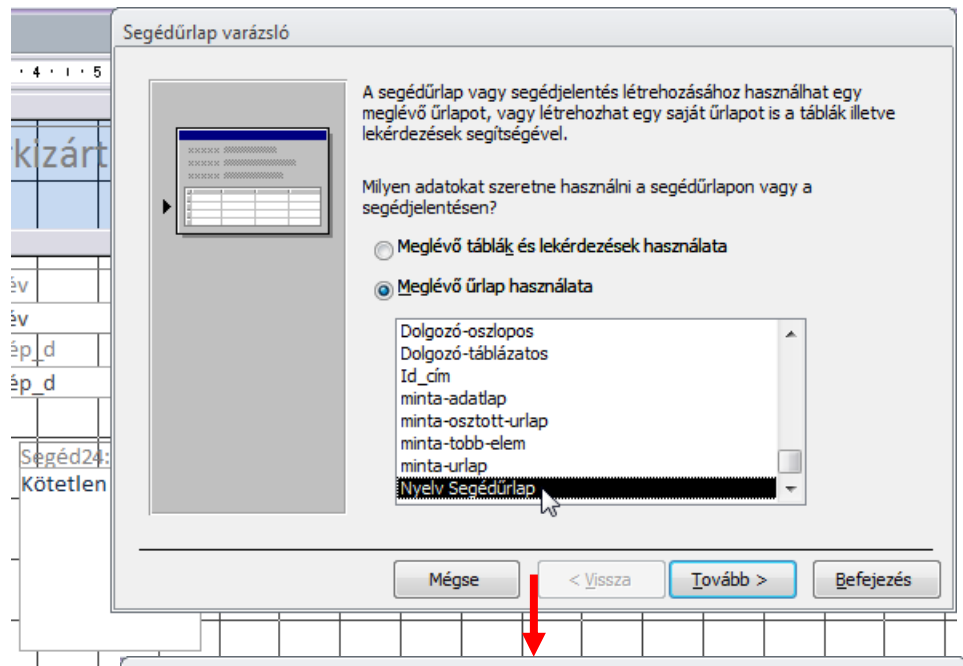 Segédűrlap varázsló
· 4 · ı · 5
A segédűrlap vagy segédjelentés létrehozásához használhat egy
meglévő űrlapot, vagy létrehozhat egy saját űrlapot is a táblák illetve
lekérdezések segítségével.
kizárt
Milyen adatokat szeretne használni a segédűrlapon vagy a
segédjelentésen?
Meglévő táblák és lekérdezések használata
Meglévő űrlap használata
év
év
ép_d
ép_d
Dolgozó-oszlopos
Dolgozó-táblázatos
Id_cím
minta-adatlap
minta-osztott-urlap
minta-tobb-elem
minta-urlap
Nyelv Segédűrlap
Segéd24:
Kötetlen
Mégse
< Vissza
Tovább >
Befejezés